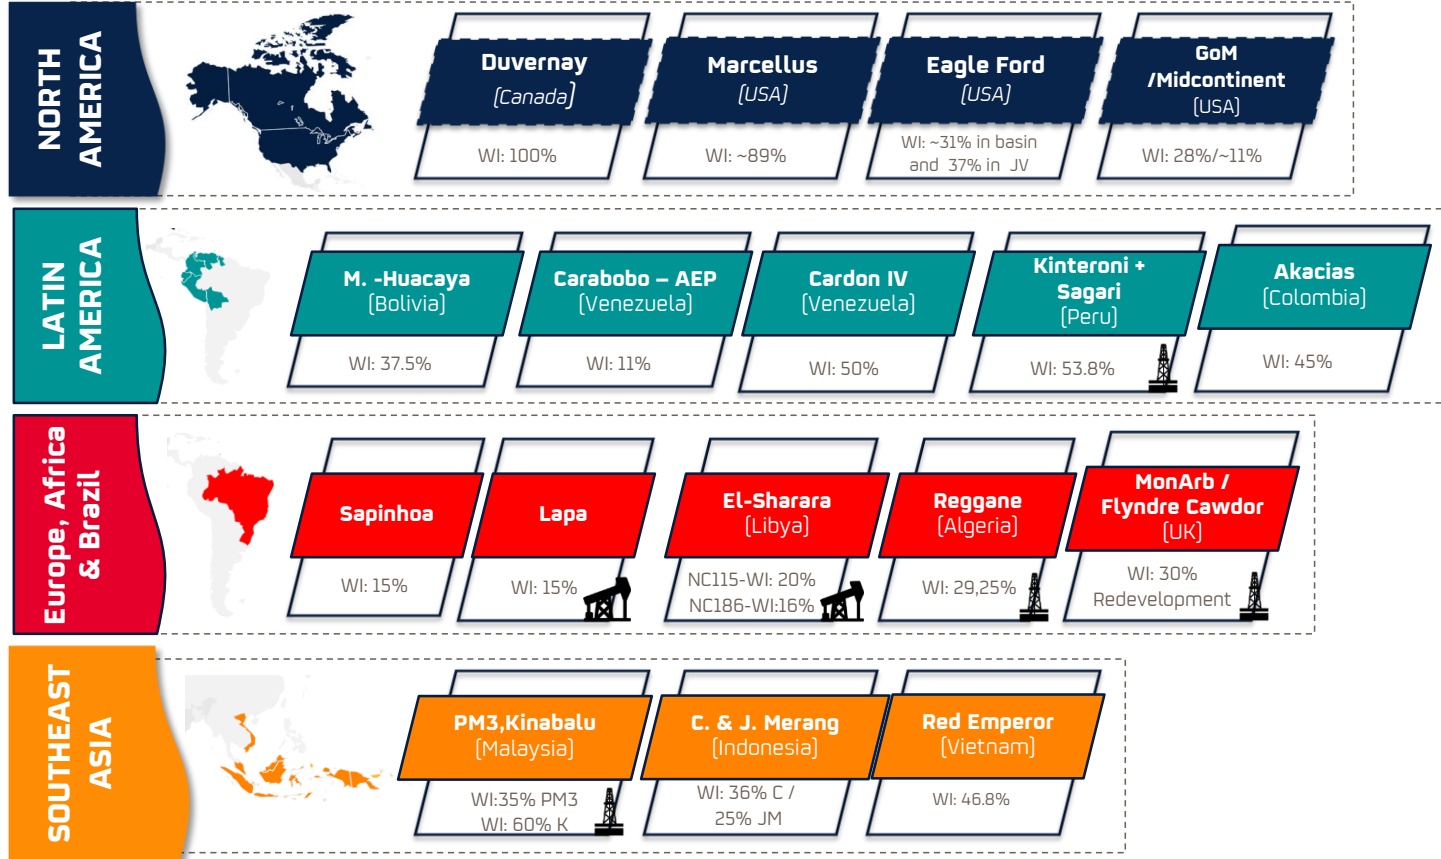 NORTH
AMERICA
Duvernay
(Canada)
WI: 100%
Marcellus
(USA)
WI: ~89%
Eagle Ford
(USA)
WI: ~31% in basin
and 37% in JV
GoM
/Midcontinent
(USA)
WI: 28%/~11%
LATIN
AMERICA
M. -Huacaya
(Bolivia)
WI: 37.5%
Carabobo – AEP
(Venezuela)
WI: 11%
Cardon IV
(Venezuela)
WI: 50%
Kinteroni +
Sagari
(Peru)
WI: 53.8%
Akacias
(Colombia)
WI: 45%
Europe, Africa
& Brazil
Sapinhoa
WI: 15%
Lapa
WI: 15%
El-Sharara
(Libya)
NC115-WI: 20%
NC186-WI:16%
Reggane
(Algeria)
WI: 29,25%
MonArb /
Flyndre Cawdor
(UK)
WI: 30%
Redevelopment
SOUTHEAST
ASIA
PM3,Kinabalu
(Malaysia)
WI:35% PM3
WI: 60% K
C. & J. Merang
(Indonesia)
WI: 36% C /
25% JM
Red Emperor
(Vietnam)
WI: 46.8%